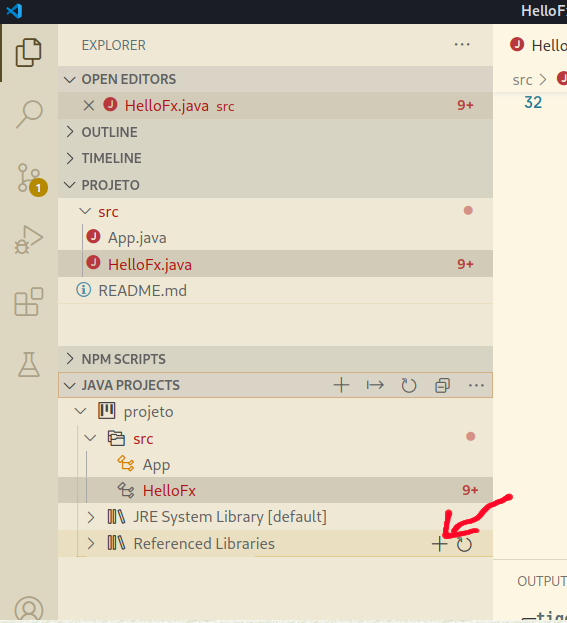 HelloFx
EXPLORER
OPEN EDITORS
HelloFx.java src 9+
OUTLINE
TIMELINE
PROJETO
src
App.java
HelloFx.java 9+
README.md
NPM SCRIPTS
JAVA PROJECTS
projeto
src
App
HelloFx 9+
JRE System Library [default]
Referenced Libraries
1
J Hello
src
32
OUTPUT